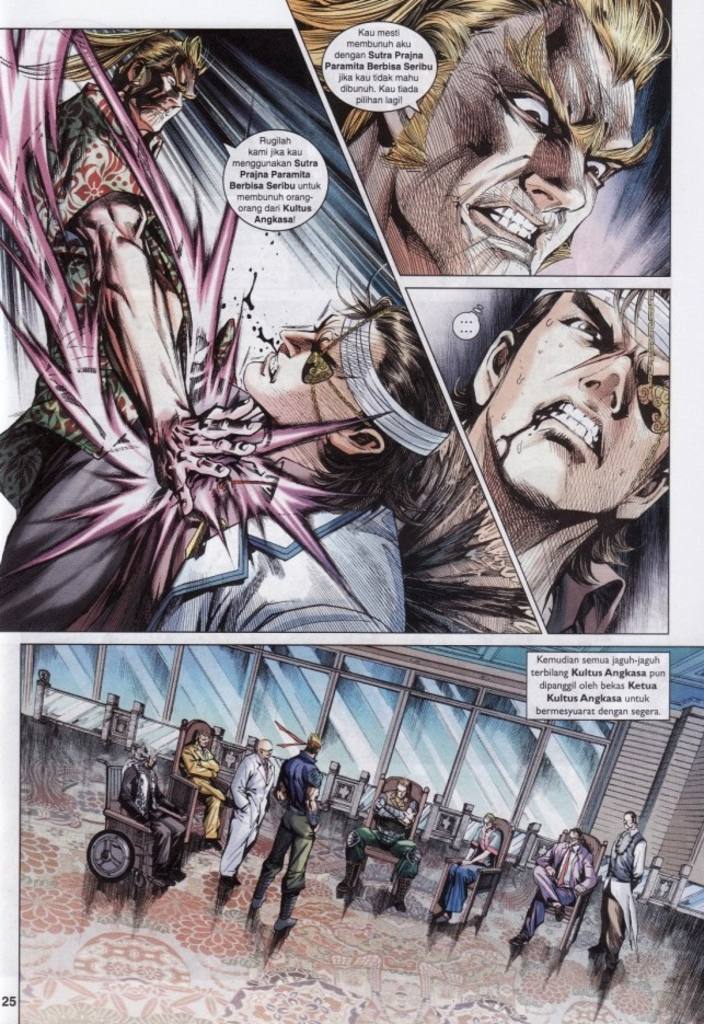 Kau mesti
membunuh aku
dengan Sutra Prajna
Paramita Berbisa Seribu
jika kau tidak mahu
dibunuh. Kau tiada
pilihan lagi!
Rugilah
kami jika kau
menggunakan Sutra
Prajna Paramita
Berbisa Seribu untuk
membunuh orang-
orang dari Kultus
Angkasa!
...
...
Kemudian semua jaguh-jaguh
terbilang Kultus Angkasa pun
dipanggil oleh bekas Ketua
Kultus Angkasa untuk
bermesyuarat dengan segera.
25